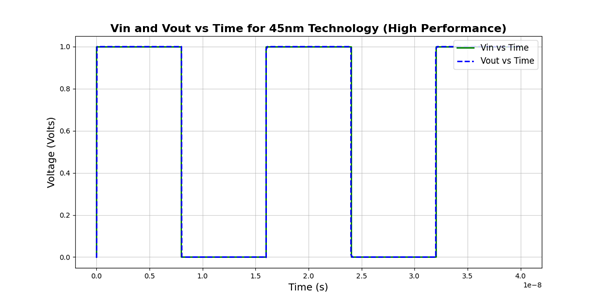 Vin and Vout vs Time for 45nm Technology (High Performance)
Vin vs Time
Vout vs Time
Voltage (Volts)
1.0
0.8
0.6
0.4
0.2
0.0
0.0 0.5 1.0 1.5 2.0 2.5 3.0 3.5 4.0
1e−8
Time (s)